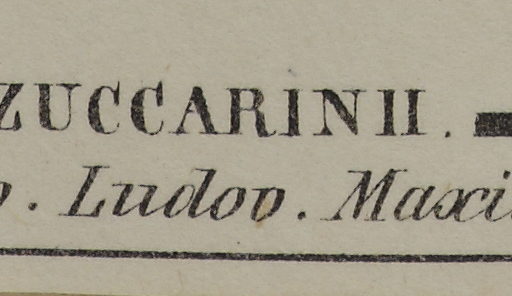 ZUCCARINII.
. Ludov. Maxi